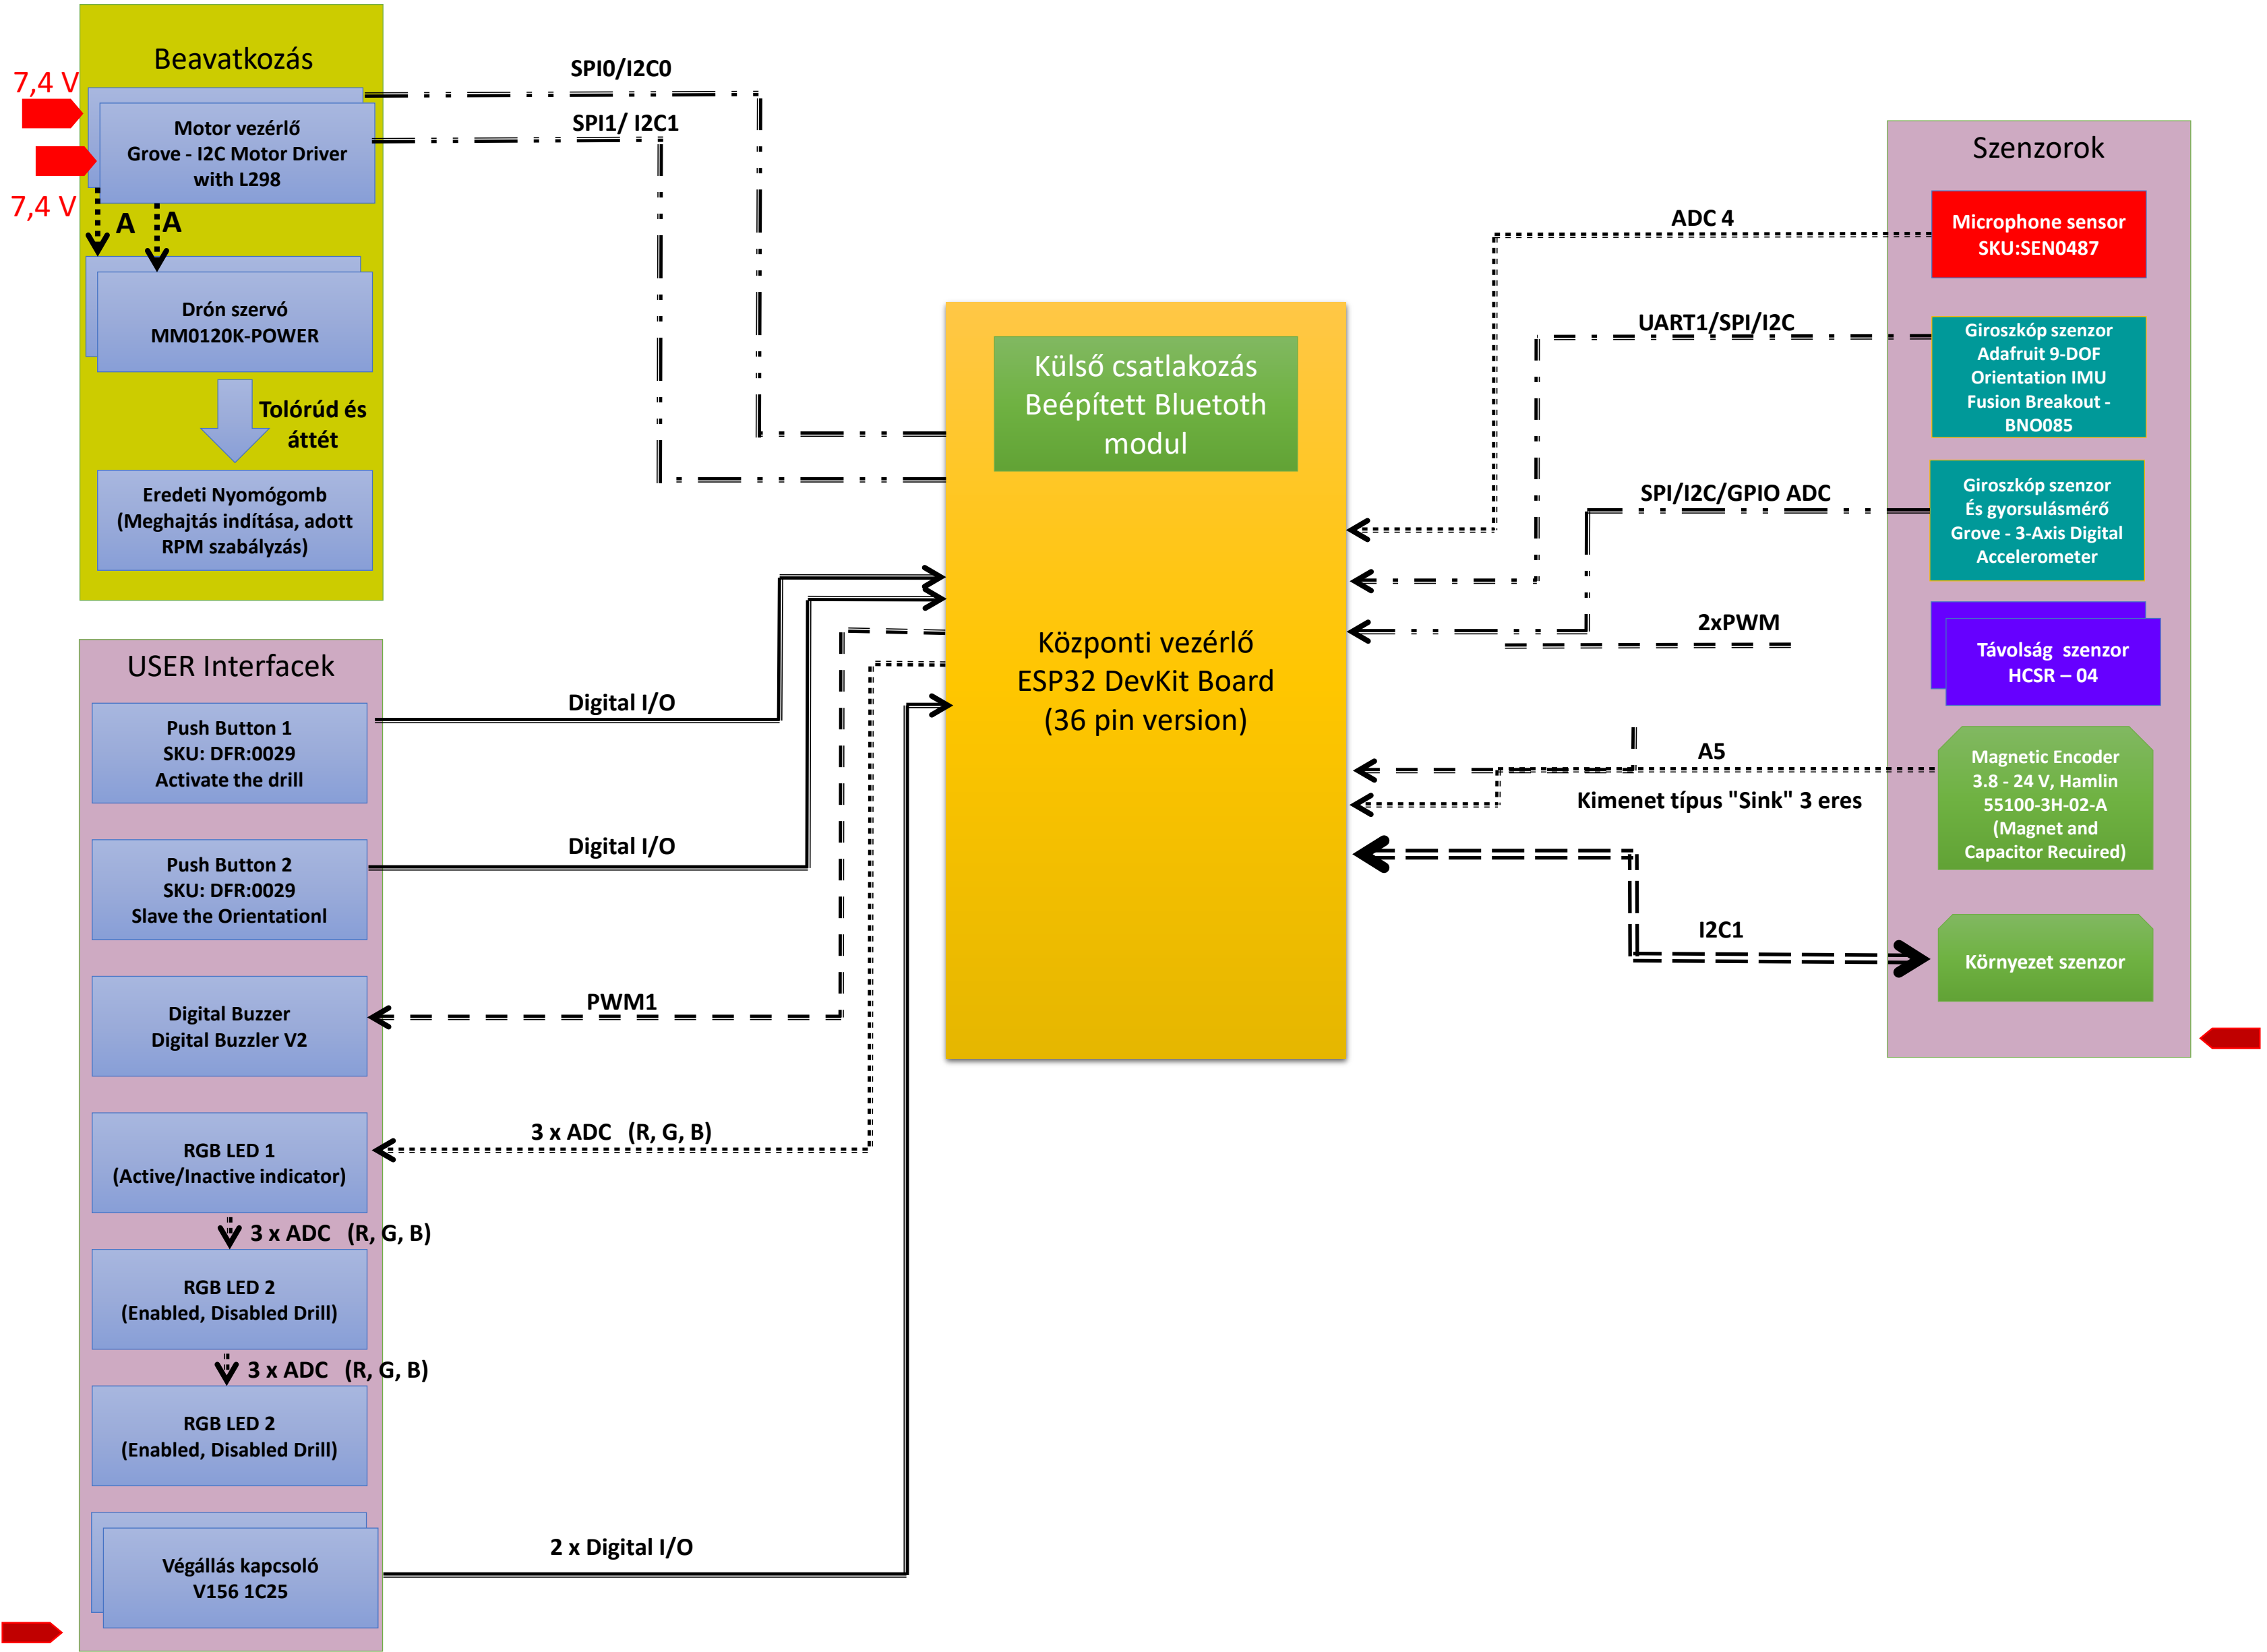 Beavatkozás
7,4 V
7,4 V
Motor vezérlő
Grove - I2C Motor Driver
with L298
A
A
Drón szervó
MM0120K-POWER
Tolórúd és
áttét
Eredeti Nyomógomb
(Meghajtás indítása, adott
RPM szabályzás)
SPI0/I2C0
SPI1/ I2C1
USER Interfacek
Push Button 1
SKU: DFR:0029
Activate the drill
Push Button 2
SKU: DFR:0029
Slave the Orientationl
Digital Buzzer
Digital Buzzler V2
RGB LED 1
(Active/Inactive indicator)
3 x ADC (R, G, B)
RGB LED 2
(Enabled, Disabled Drill)
3 x ADC (R, G, B)
RGB LED 2
(Enabled, Disabled Drill)
Végállás kapcsoló
V156 1C25
Digital I/O
Digital I/O
PWM1
3 x ADC (R, G, B)
2 x Digital I/O
Külső csatlakozás
Beépített Bluetoth
modul
Központi vezérlő
ESP32 DevKit Board
(36 pin version)
ADC 4
UART1/SPI/I2C
SPI/I2C/GPIO ADC
2xPWM
A5
Kimenet típus "Sink" 3 eres
I2C1
Szenzorok
Microphone sensor
SKU:SEN0487
Giroszkóp szenzor
Adafruit 9-DOF
Orientation IMU
Fusion Breakout -
BNO085
Giroszkóp szenzor
És gyorsulásmérő
Grove - 3-Axis Digital
Accelerometer
Távolság szenzor
HCSR – 04
Magnetic Encoder
3.8 - 24 V, Hamlin
55100-3H-02-A
(Magnet and
Capacitor Recuired)
Környezet szenzor